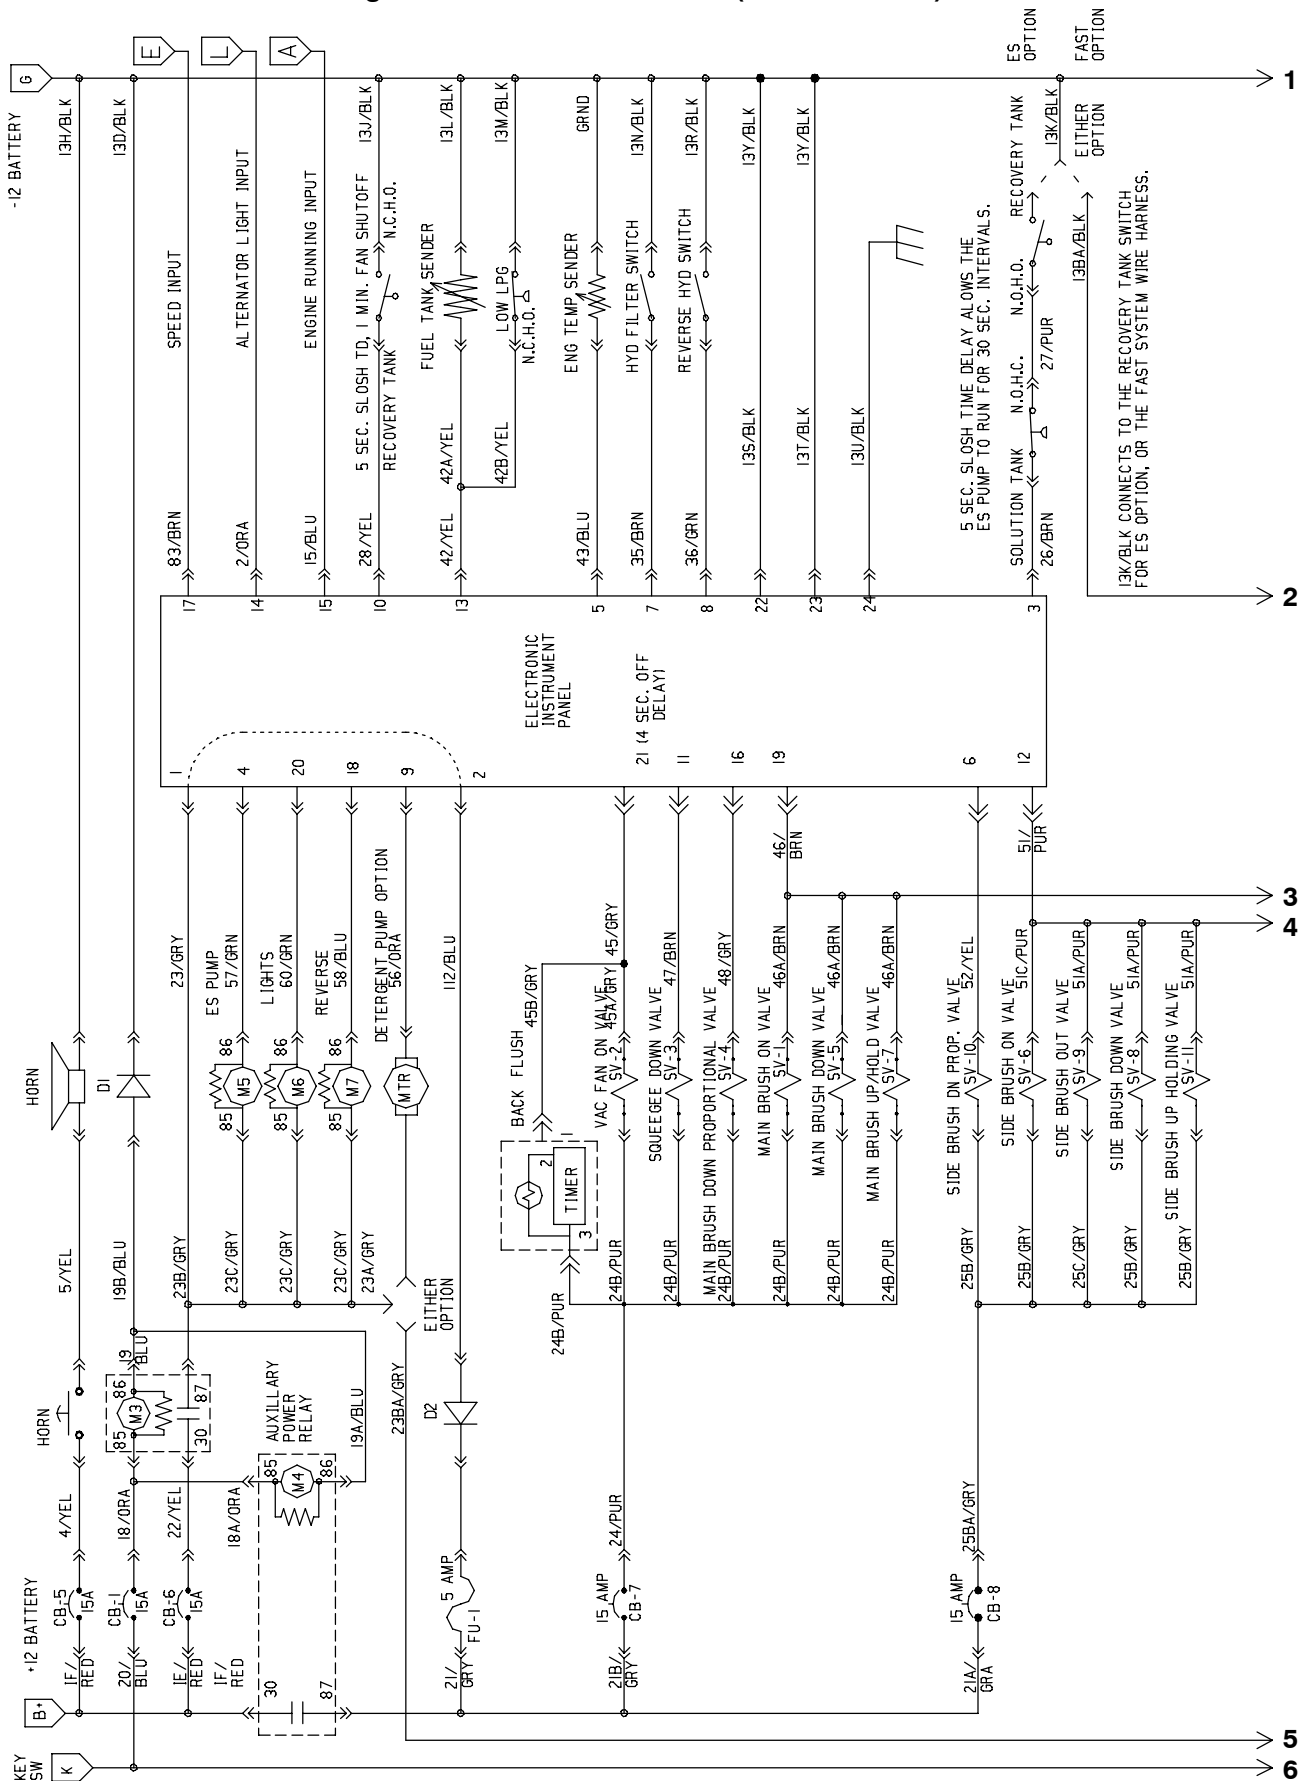 G
-12 BATTERY
E
L
A
13H/BLK
13D/BLK
SPEED INPUT
ALTERNATOR LIGHT INPUT
ENGINE RUNNING INPUT
13J/BLK
5 SEC. SLOSH TD, 1 MIN. FAN SHUTOFF
N.C.H.O.
RECOVERY TANK
13L/BLK
FUEL TANK SENDER
13M/BLK
LOW LPG
N.C.H.O.
GRND
ENG TEMP SENDER
13N/BLK
HYD FILTER SWITCH
13R/BLK
REVERSE HYD SWITCH
13Y/BLK
13Y/BLK
13S/BLK
13T/BLK
13U/BLK
ES
OPTION
FAST
OPTION
13K/BLK
EITHER
OPTION
RECOVERY TANK
N.O.H.O.
13BA/BLK
27/PUR
N.O.H.C.
SOLUTION TANK
26/BRN
5 SEC. SLOSH TIME DELAY ALOWS THE
ES PUMP TO RUN FOR 30 SEC. INTERVALS.
13K/BLK CONNECTS TO THE RECOVERY TANK SWITCH
FOR ES OPTION, OR THE FAST SYSTEM WIRE HARNESS.
1
83/BRN
2/ORA
15/BLU
28/YEL
42/YEL
42A/YEL
42B/YEL
43/BLU
35/BRN
36/GRN
17
14
15
10
13
5
7
8
22
23
24
3
2
ELECTRONIC
INSTRUMENT
PANEL
1
4
20
18
9
2
21 (4 SEC. OFF
DELAY)
11
16
19
6
12
HORN
D1
23/GRY
ES PUMP
57/GRN
LIGHTS
60/GRN
REVERSE
58/BLU
DETERGENT PUMP OPTION
56/ORA
112/BLU
45/GRY
45B/GRY
45A/GRY
47/BRN
48/GRY
46/
BRN
46A/BRN
46A/BRN
46A/BRN
52/YEL
51/
PUR
51C/PUR
51A/PUR
51A/PUR
51A/PUR
3
4
86
M5
85
86
M6
85
86
M7
85
MTR
BACK FLUSH
1
2
TIMER
3
VAC FAN ON VALVE
SV-2
SQUEEGEE DOWN VALVE
SV-3
MAIN BRUSH DOWN PROPORTIONAL VALVE
SV-4
MAIN BRUSH ON VALVE
SV-1
MAIN BRUSH DOWN VALVE
SV-5
MAIN BRUSH UP/HOLD VALVE
SV-7
SIDE BRUSH DN PROP. VALVE
SV-10
SIDE BRUSH ON VALVE
SV-6
SIDE BRUSH OUT VALVE
SV-9
SIDE BRUSH DOWN VALVE
SV-8
SIDE BRUSH UP HOLDING VALVE
SV-11
5/YEL
19B/BLU
23B/GRY
23C/GRY
23C/GRY
23C/GRY
23A/GRY
EITHER
OPTION
24B/PUR
24B/PUR
24B/PUR
24B/PUR
24B/PUR
24B/PUR
24B/PUR
25B/GRY
25B/GRY
25C/GRY
25B/GRY
25B/GRY
HORN
19
BLU
86
M3
85
87
30
AUXILLARY
POWER
RELAY
19A/BLU
85
M4
86
23BA/GRY
D2
4/YEL
18/ORA
22/YEL
18A/ORA
24/PUR
25BA/GRY
+12 BATTERY
CB-5
15A
CB-1
15A
CB-6
15A
5 AMP
FU-1
15 AMP
CB-7
15 AMP
CB-8
1F/
RED
20/
BLU
1E/
RED
1F/
RED
30
87
21/
GRY
21B/
GRY
21A/
GRA
B+
KEY
SW
K
5
6